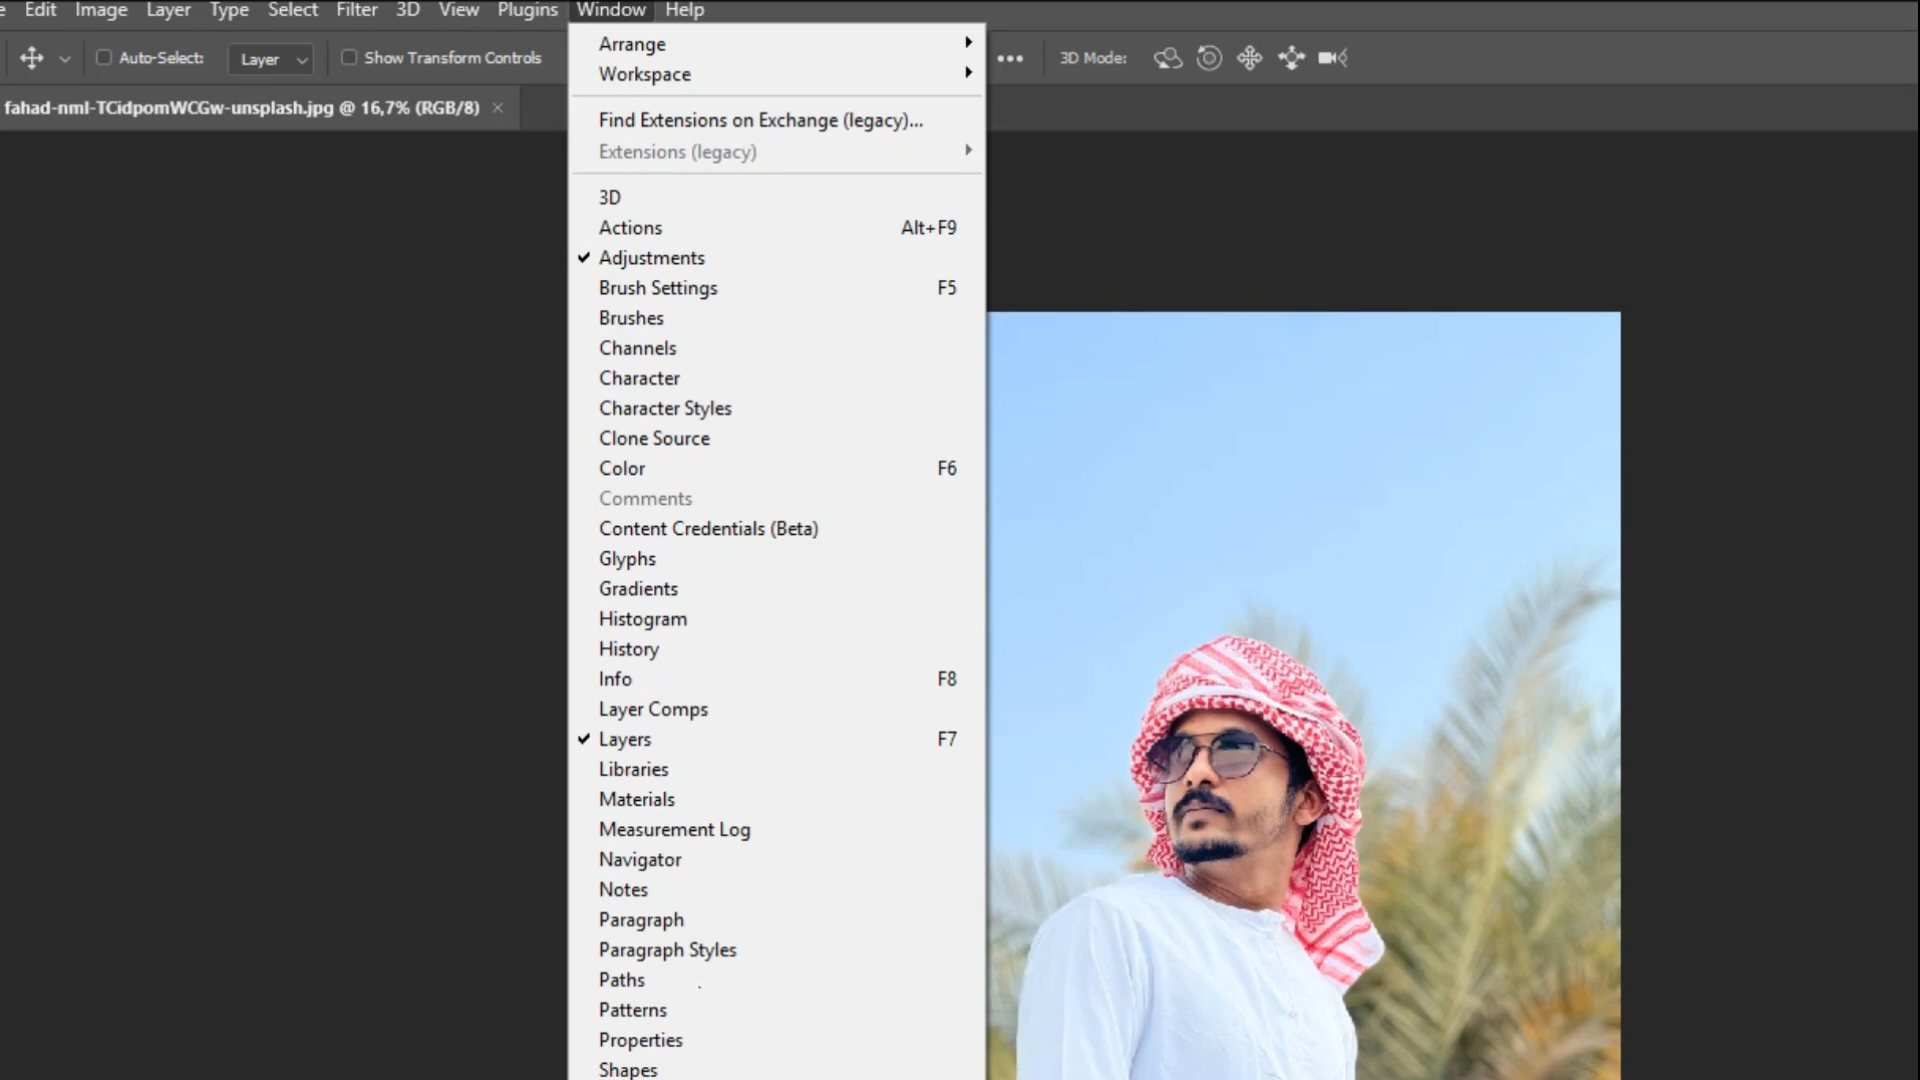 Edit Image Layer Type Select Filter 3D View Plugins Window Help
Auto-Select: Layer Show Transform Controls ••• 3D Mode:
fahad-nml-TCidpomWCGw-unsplash.jpg @ 16,7% (RGB/8) ×
Arrange
Workspace
Find Extensions on Exchange (legacy)...
Extensions (legacy)
3D
Actions Alt+F9
Adjustments
Brush Settings F5
Brushes
Channels
Character
Character Styles
Clone Source
Color F6
Comments
Content Credentials (Beta)
Glyphs
Gradients
Histogram
History
Info F8
Layer Comps
Layers F7
Libraries
Materials
Measurement Log
Navigator
Notes
Paragraph
Paragraph Styles
Paths
Patterns
Properties
Shapes